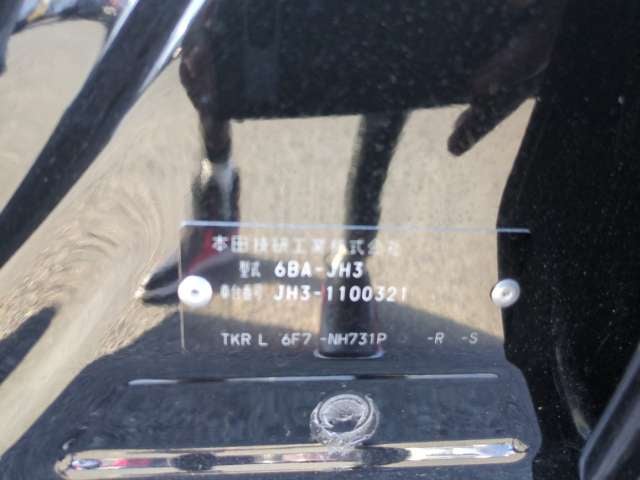 本田技研工業株式会社
型式 6BA-JH3
車台番号 JH3-1100321
TKR L 6F7 -NH731P -R -S